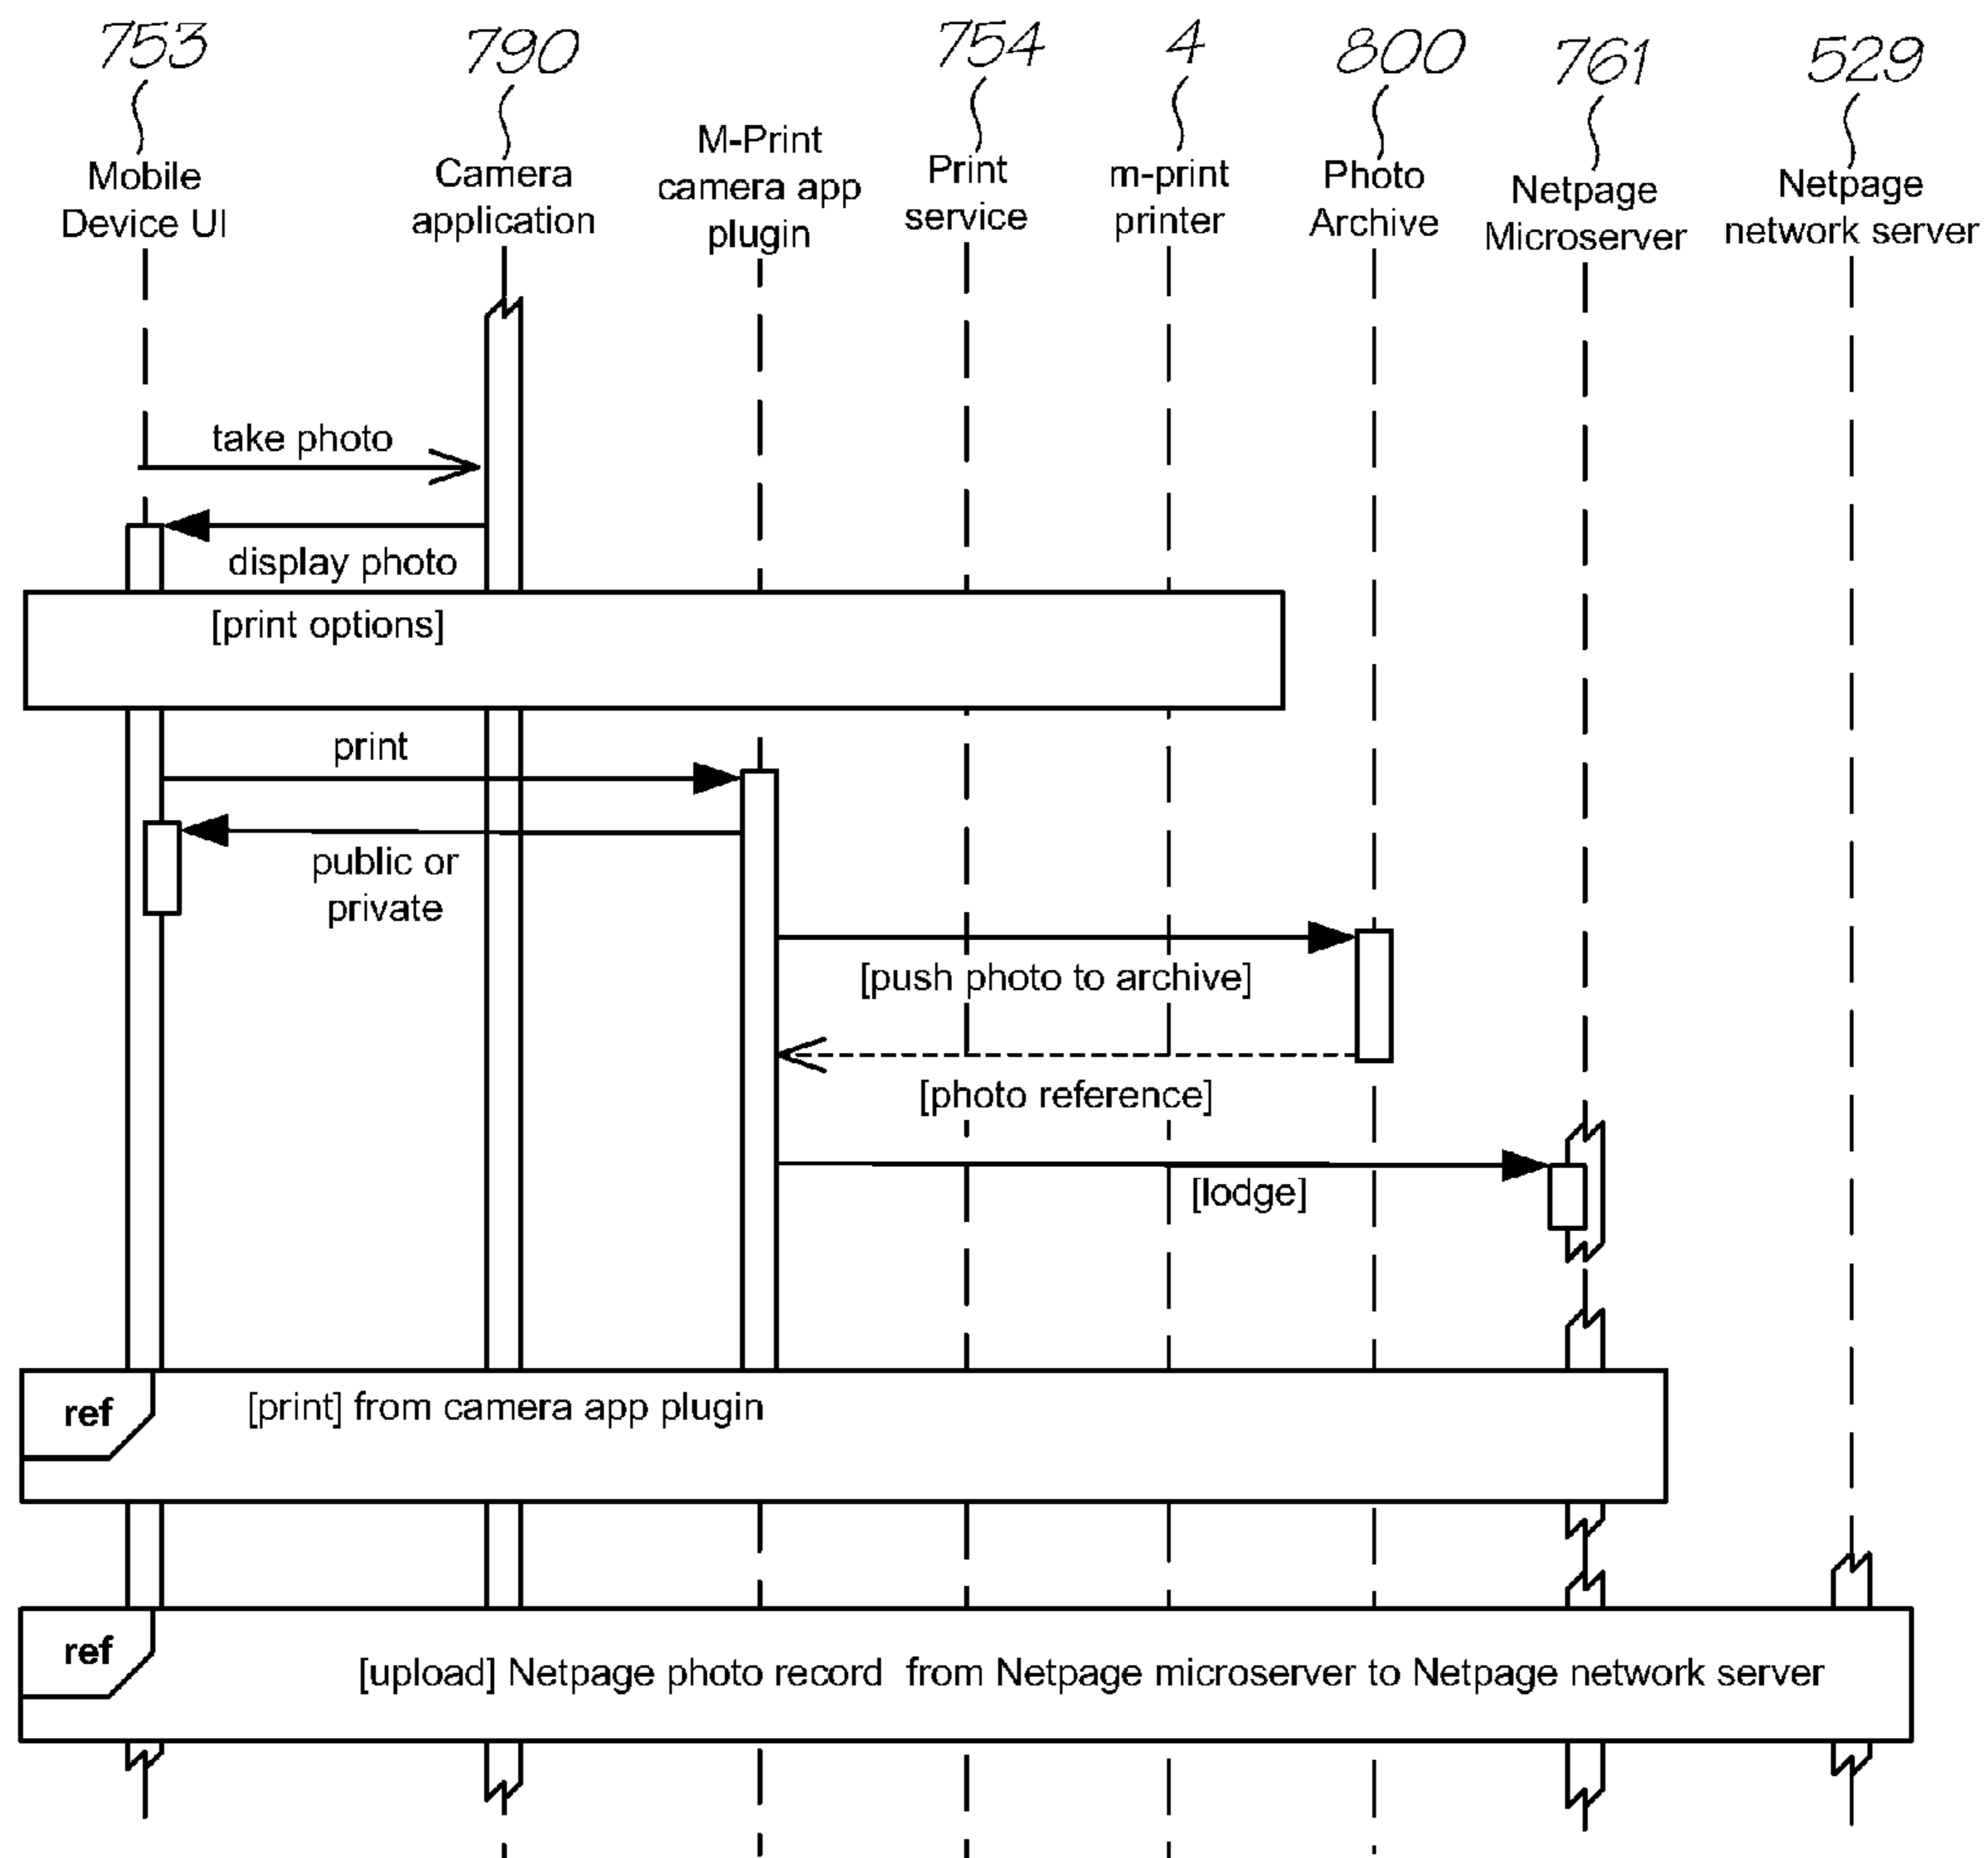 753
790
754
4
800
761
529
Mobile
Device UI
Camera
application
M-Print
camera app
plugin
Print
service
m-print
printer
Photo
Archive
Netpage
Microserver
Netpage
network server
take photo
display photo
[print options]
print
public or
private
[push photo to archive]
[photo reference]
[lodge]
ref
[print] from camera app plugin
ref
[upload] Netpage photo record from Netpage microserver to Netpage network server